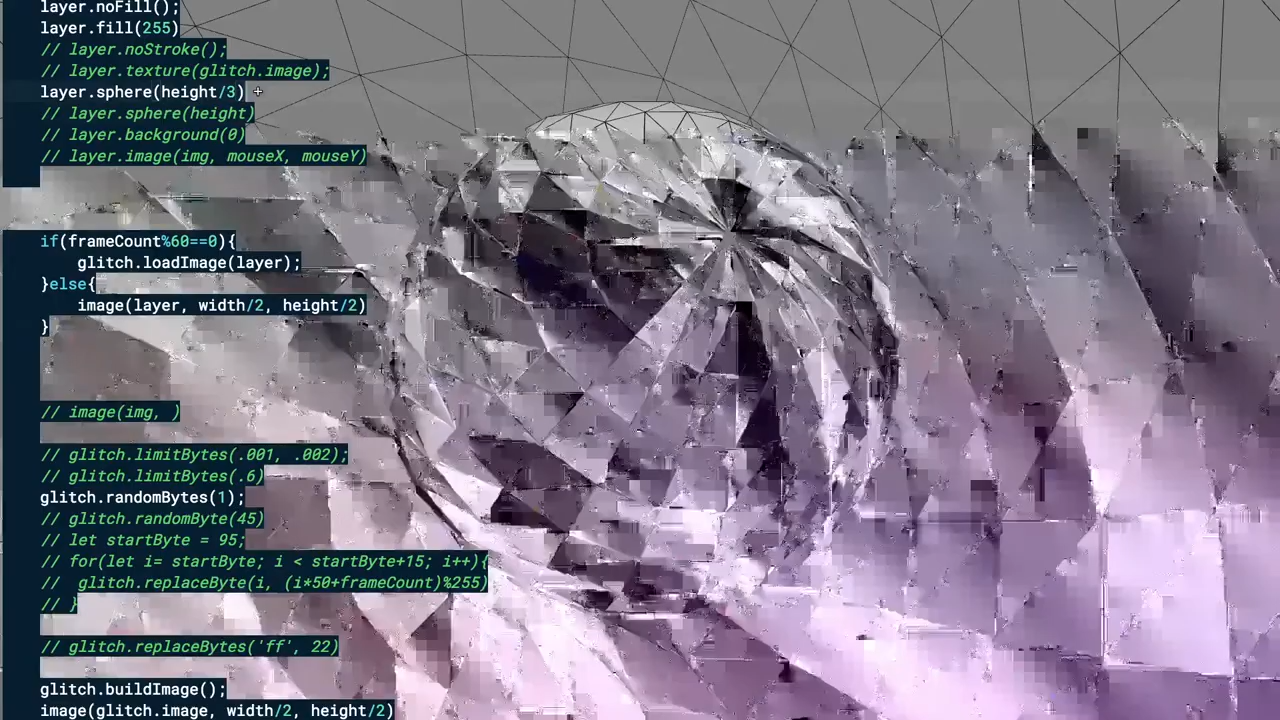 layer.noFill();
layer.fill(255)
// layer.noStroke();
// layer.texture(glitch.image);
layer.sphere(height/3)
// layer.sphere(height)
// layer.background(0)
// layer.image(img, mouseX, mouseY)
if(frameCount%60==0){
glitch.loadImage(layer);
}else{
image(layer, width/2, height/2)
}
// image(img, )
// glitch.limitBytes(.001, .002);
// glitch.limitBytes(.6)
glitch.randomBytes(1);
// glitch.randomByte(45)
// let startByte = 95;
// for(let i= startByte; i < startByte+15; i++){
//  glitch.replaceByte(i, (i*50+frameCount)%255)
// }
// glitch.replaceBytes('ff', 22)
glitch.buildImage();
image(glitch.image, width/2, height/2)